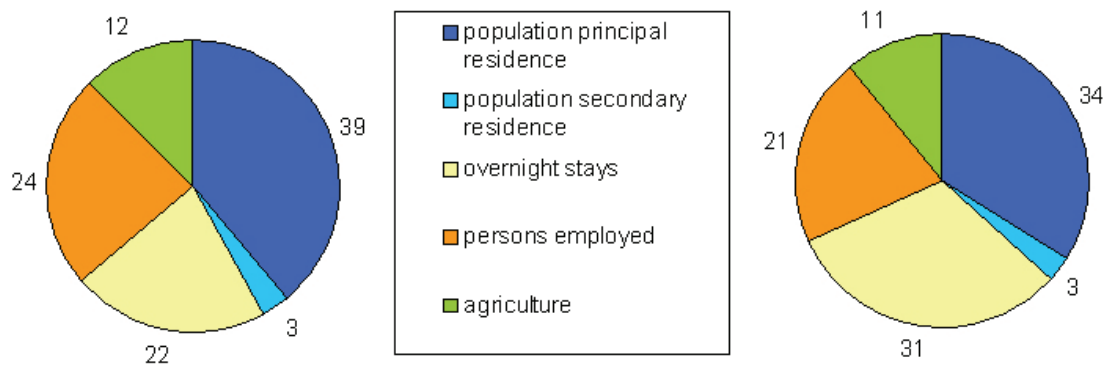 12
39
24
3
22
population principal
residence
population secondary
residence
overnight stays
persons employed
agriculture
11
34
21
3
31